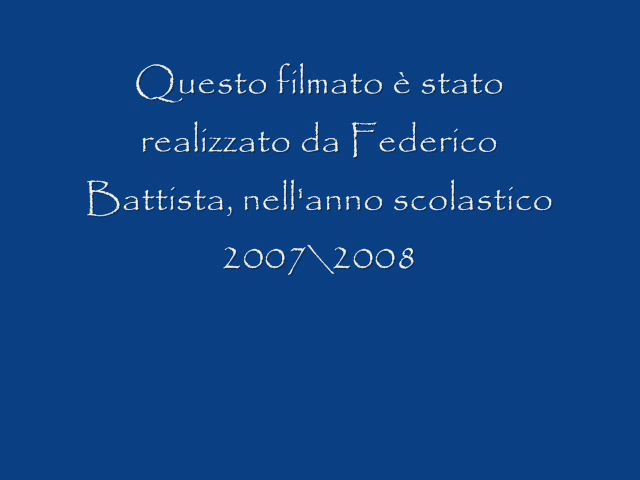 Questo filmato è stato
realizzato da Federico
Battista, nell'anno scolastico
2007\2008